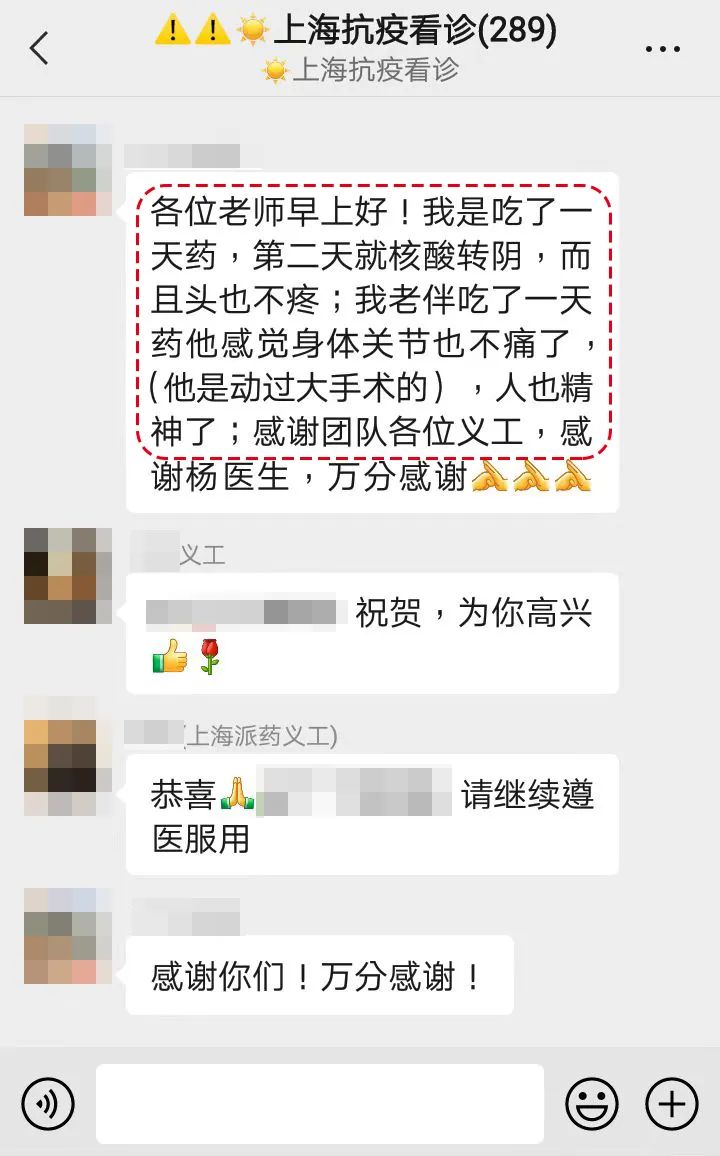 ⚠️⚠️☀️上海抗疫看诊(289)
☀️上海抗疫看诊
各位老师早上好！我是吃了一
天药，第二天就核酸转阴，而
且头也不疼；我老伴吃了一天
药他感觉身体关节也不痛了，
(他是动过大手术的)，人也精
神了；感谢团队各位义工，感
谢杨医生，万分感谢
义工
祝贺，为你高兴
👍🌹
(上海派药义工)
恭喜🙏 请继续遵
医服用
感谢你们！万分感谢！